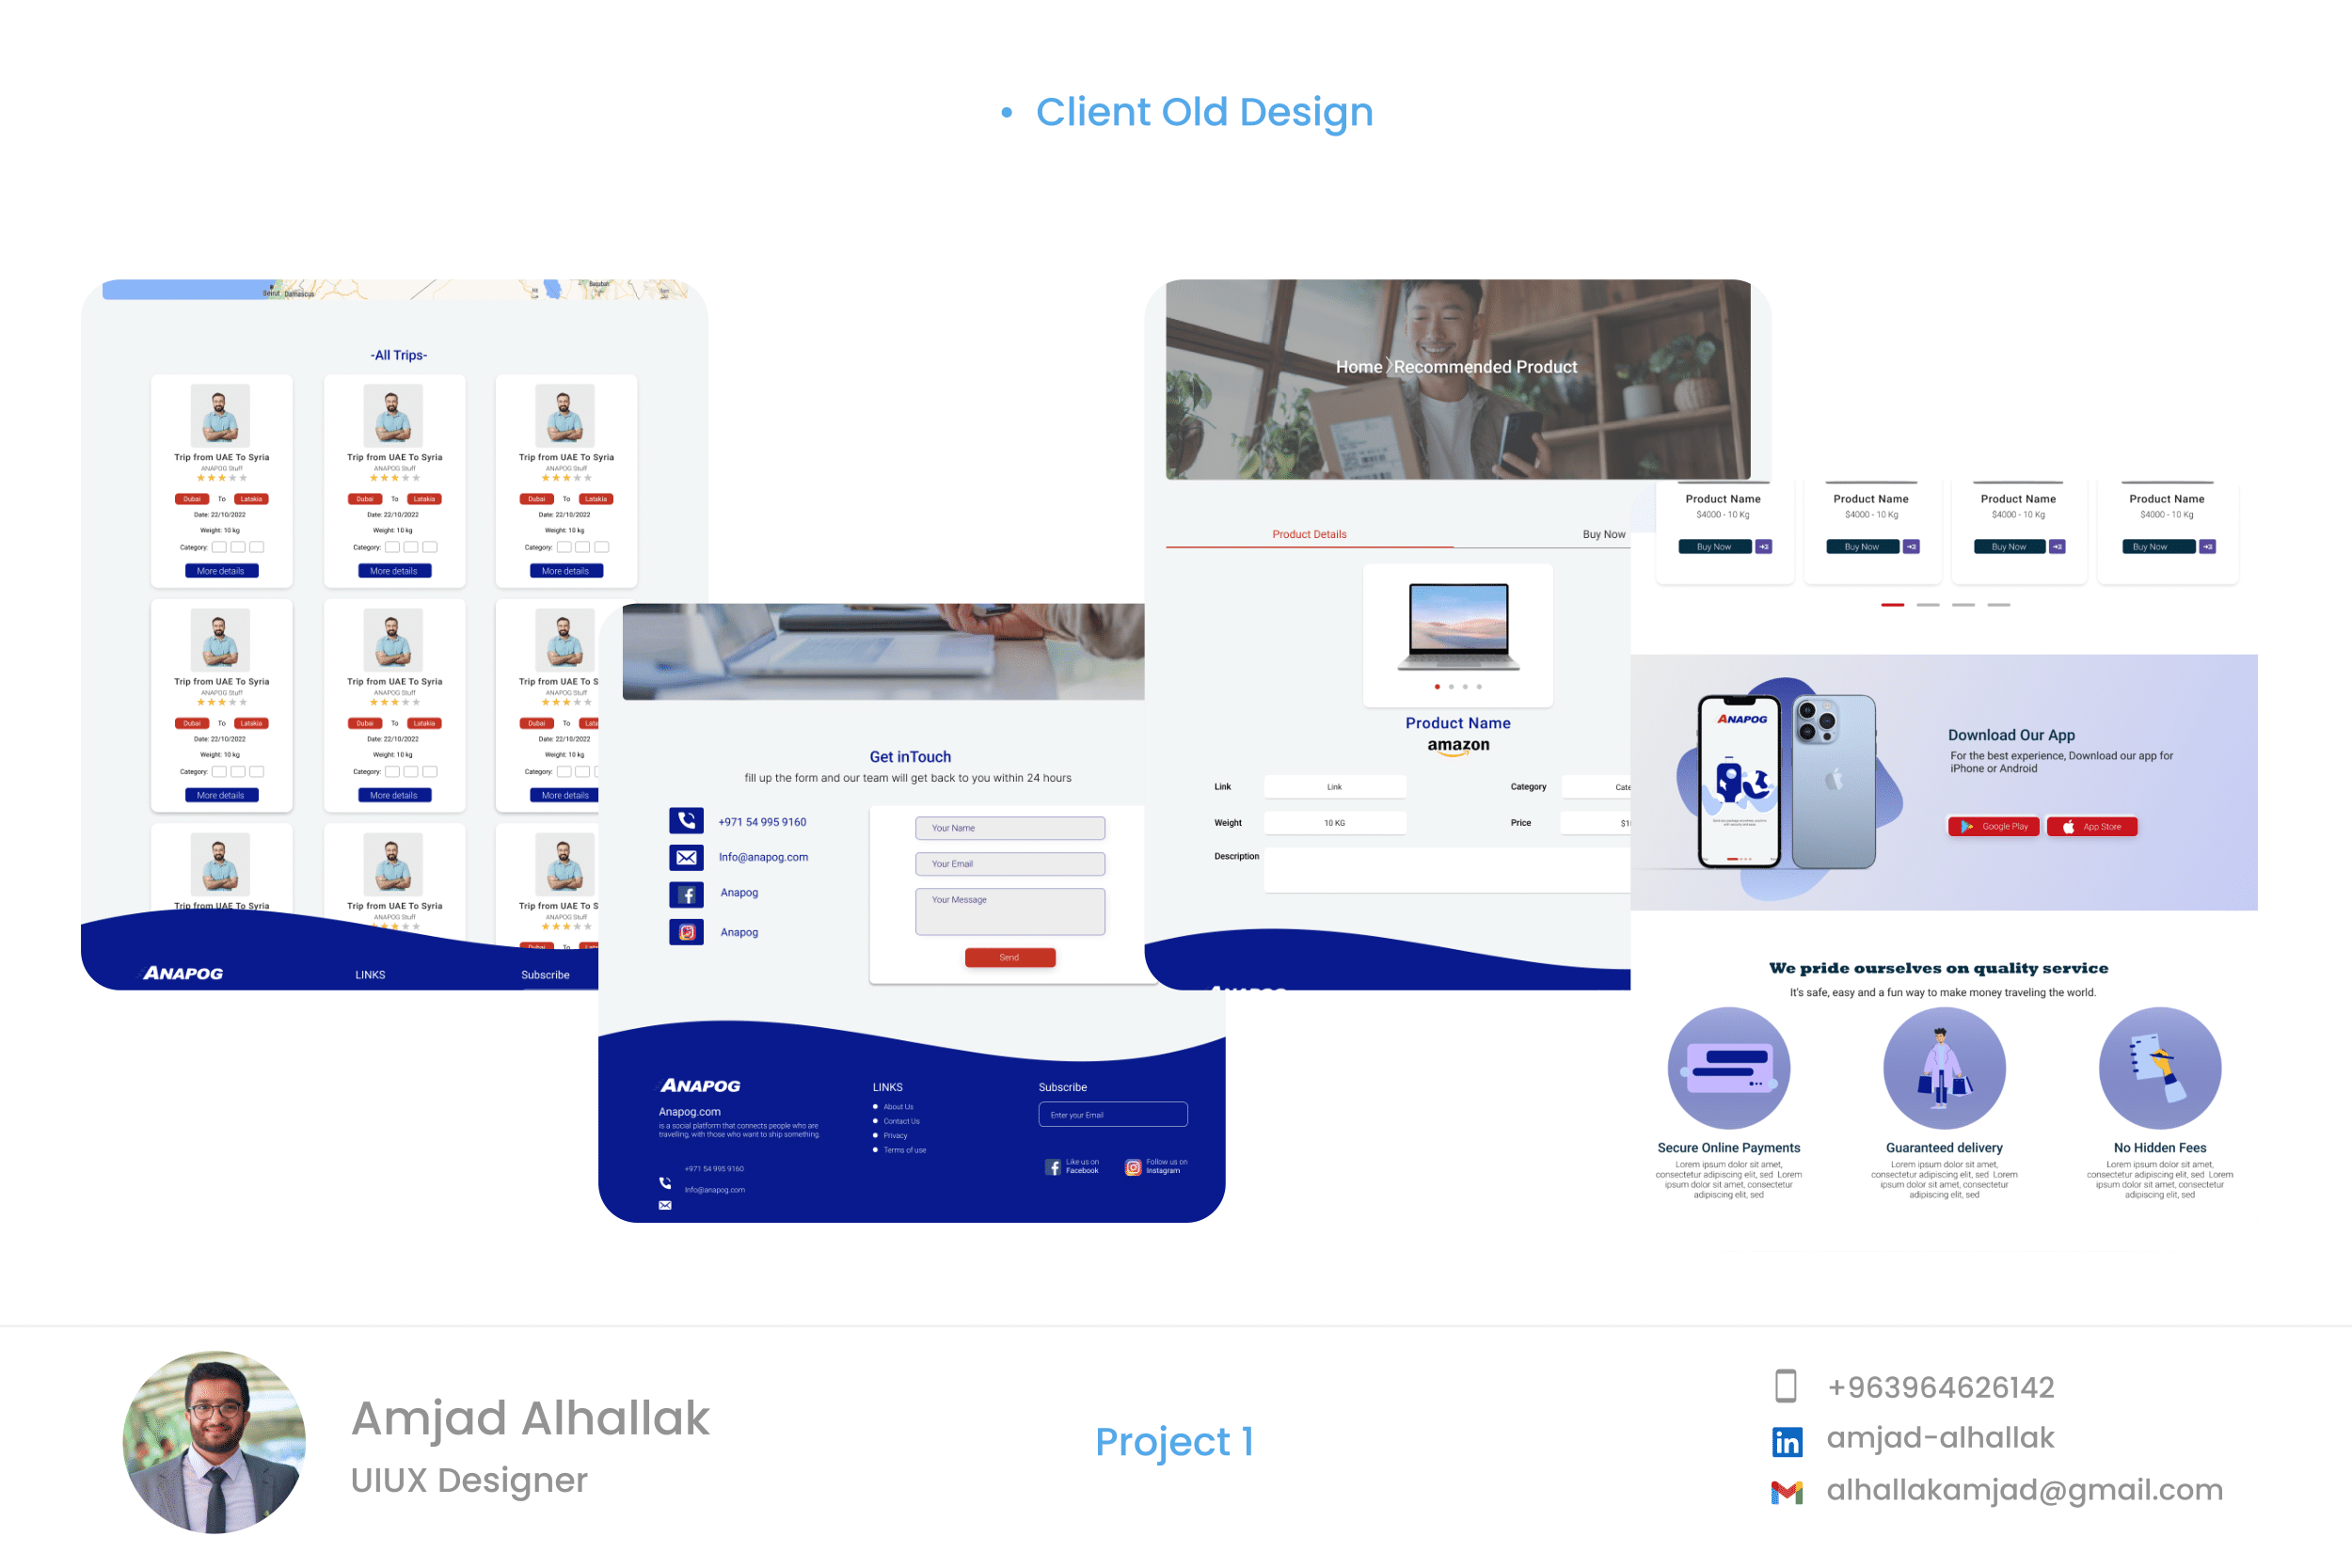 • Client Old Design
Beirut Damascus
Baqubah
-All Trips-
Trip from UAE To Syria
ANAPOG Stuff
Dubai To Latakia
Date: 22/10/2022
Weight: 10 kg
Category:
More details
Trip from UAE To Syria
ANAPOG Stuff
Dubai To Latakia
Date: 22/10/2022
Weight: 10 kg
Category:
More details
Trip from UAE To Syria
ANAPOG Stuff
Dubai To Latakia
Date: 22/10/2022
Weight: 10 kg
Category:
More details
Trip from UAE To Syria
ANAPOG Stuff
Dubai To Latakia
Date: 22/10/2022
Weight: 10 kg
Category:
More details
Trip from UAE To Syria
ANAPOG Stuff
Dubai To Latakia
Date: 22/10/2022
Weight: 10 kg
Category:
More details
Trip from UAE To S
ANAPOG Stuff
Dubai To Lata
Date: 22/10/2022
Weight: 10 kg
Category:
More details
Trip from UAE To Syria
Trip from UAE To Syria
ANAPOG Stuff
Trip from UAE To S
ANAPOG Stuff
Dubai To
ANAPOG
LINKS
Subscribe
Get inTouch
fill up the form and our team will get back to you within 24 hours
+971 54 995 9160
Info@anapog.com
Anapog
Anapog
Your Name
Your Email
Your Message
Send
ANAPOG
Anapog.com
is a social platform that connects people who are
traveling, with those who want to ship something.
+971 54 995 9160
Info@anapog.com
LINKS
About Us
Contact Us
Privacy
Terms of use
Subscribe
Enter your Email
Like us on
Facebook
Follow us on
Instagram
Home 〉Recommended Product
Product Details
Buy Now
Product Name
amazon
Link Link
Category Cate
Weight 10 KG
Price $1
Description
ANAPOG
Product Name
$4000 - 10 Kg
Buy Now
Product Name
$4000 - 10 Kg
Buy Now
Product Name
$4000 - 10 Kg
Buy Now
Product Name
$4000 - 10 Kg
Buy Now
ANAPOG
Download Our App
For the best experience, Download our app for
iPhone or Android
Google Play
App Store
We pride ourselves on quality service
It's safe, easy and a fun way to make money traveling the world.
Secure Online Payments
Lorem ipsum dolor sit amet,
consectetur adipiscing elit, sed Lorem
ipsum dolor sit amet, consectetur
adipiscing elit, sed
Guaranteed delivery
Lorem ipsum dolor sit amet,
consectetur adipiscing elit, sed Lorem
ipsum dolor sit amet, consectetur
adipiscing elit, sed
No Hidden Fees
Lorem ipsum dolor sit amet,
consectetur adipiscing elit, sed Lorem
ipsum dolor sit amet, consectetur
adipiscing elit, sed
Amjad Alhallak
UIUX Designer
Project 1
+963964626142
in amjad-alhallak
alhallakamjad@gmail.com